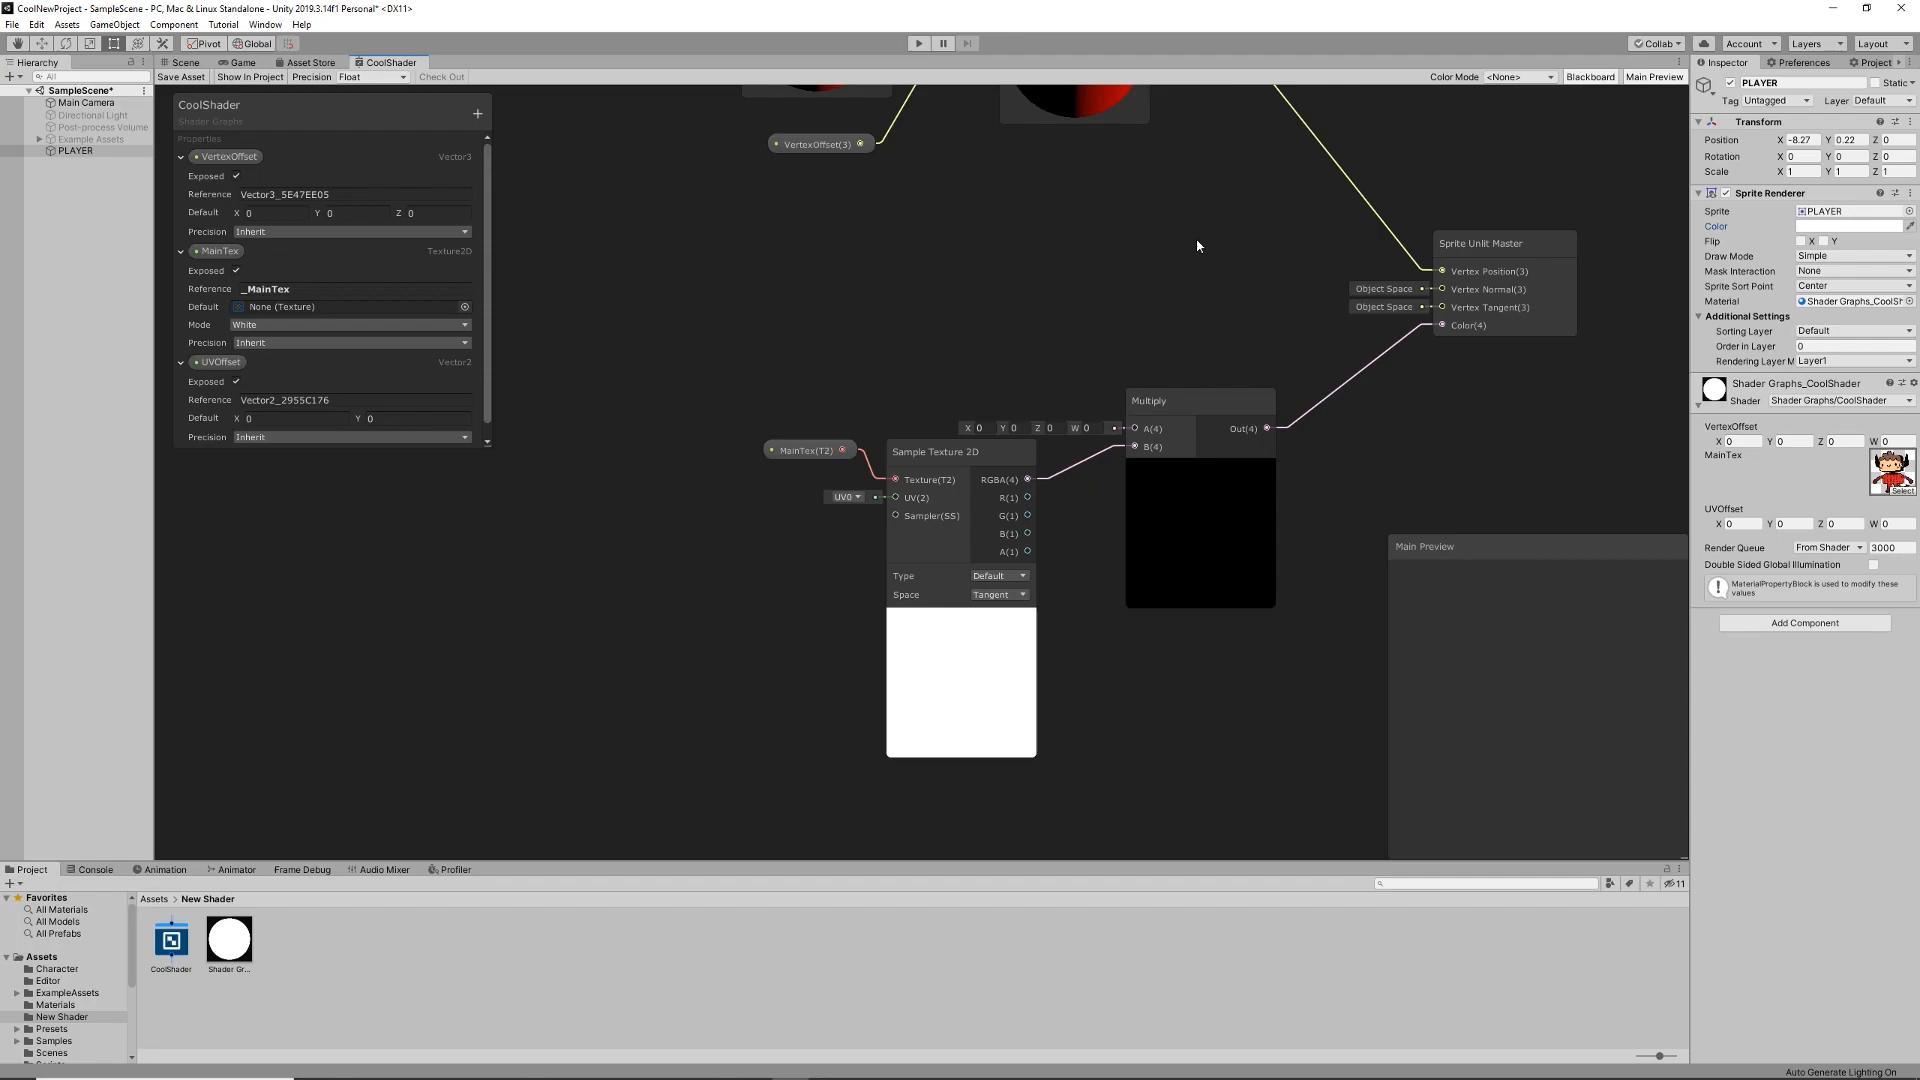 CoolNewProject - SampleScene - PC, Mac & Linux Standalone - Unity 2019.3.14f1 Personal* <DX11>
File Edit Assets GameObject Component Tutorial Window Help
Pivot Global Collab Account Layers Layout
Hierarchy Scene Game Asset Store CoolShader Inspector Preferences Project
All Save Asset Show In Project Precision Float Check Out Color Mode <None> Blackboard Main Preview
SampleScene*
Main Camera
Directional Light
Post-process Volume
Example Assets
PLAYER
CoolShader
Shader Graphs
Properties
VertexOffset Vector3
Exposed
Reference Vector3_5E47EE05
Default X 0 Y 0 Z 0
Precision Inherit
MainTex Texture2D
Exposed
Reference _MainTex
Default None (Texture)
Mode White
Precision Inherit
UVOffset Vector2
Exposed
Reference Vector2_2955C176
Default X 0 Y 0
Precision Inherit
VertexOffset(3)
Sprite Unlit Master
Vertex Position(3)
Object Space Vertex Normal(3)
Object Space Vertex Tangent(3)
Color(4)
Multiply
X 0 Y 0 Z 0 W 0 A(4) Out(4)
B(4)
MainTex(T2)
Sample Texture 2D
Texture(T2) RGBA(4)
UV0 UV(2) R(1)
Sampler(SS) G(1)
B(1)
A(1)
Type Default
Space Tangent
Main Preview
PLAYER Static
Tag Untagged Layer Default
Transform
Position X -8.27 Y 0.22 Z 0
Rotation X 0 Y 0 Z 0
Scale X 1 Y 1 Z 1
Sprite Renderer
Sprite PLAYER
Color
Flip X Y
Draw Mode Simple
Mask Interaction None
Sprite Sort Point Center
Material Shader Graphs_CoolSh
Additional Settings
Sorting Layer Default
Order in Layer 0
Rendering Layer M Layer1
Shader Graphs_CoolShader
Shader Shader Graphs/CoolShader
VertexOffset
X 0 Y 0 Z 0 W 0
MainTex
Select
UVOffset
X 0 Y 0 Z 0 W 0
Render Queue From Shader 3000
Double Sided Global Illumination
MaterialPropertyBlock is used to modify these
values
Add Component
Project Console Animation Animator Frame Debug Audio Mixer Profiler
11
Favorites
All Materials
All Models
All Prefabs
Assets
Character
Editor
ExampleAssets
Materials
New Shader
Presets
Samples
Scenes
Assets > New Shader
CoolShader Shader Gr...
Auto Generate Lighting On